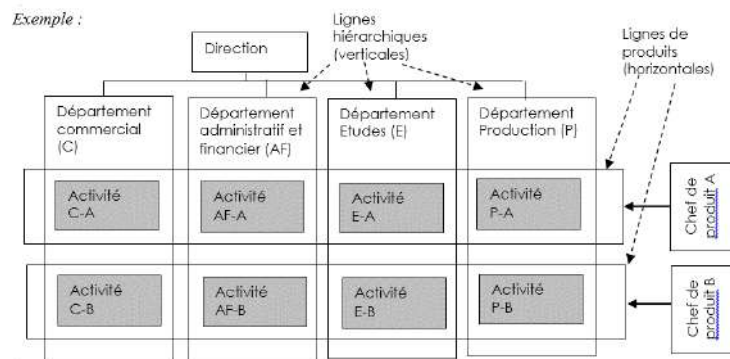 Exemple :
Direction
Lignes
hiérarchiques
(verticales)
Lignes de
produits
(horizontales)
Département
commercial
(C)
Département
administratif et
financier (AF)
Département
Etudes (E)
Département
Production (P)
Activité
C-A
Activité
AF-A
Activité
E-A
Activité
P-A
Chef de
produit A
Activité
C-B
Activité
AF-B
Activité
E-B
Activité
P-B
Chef de
produit B